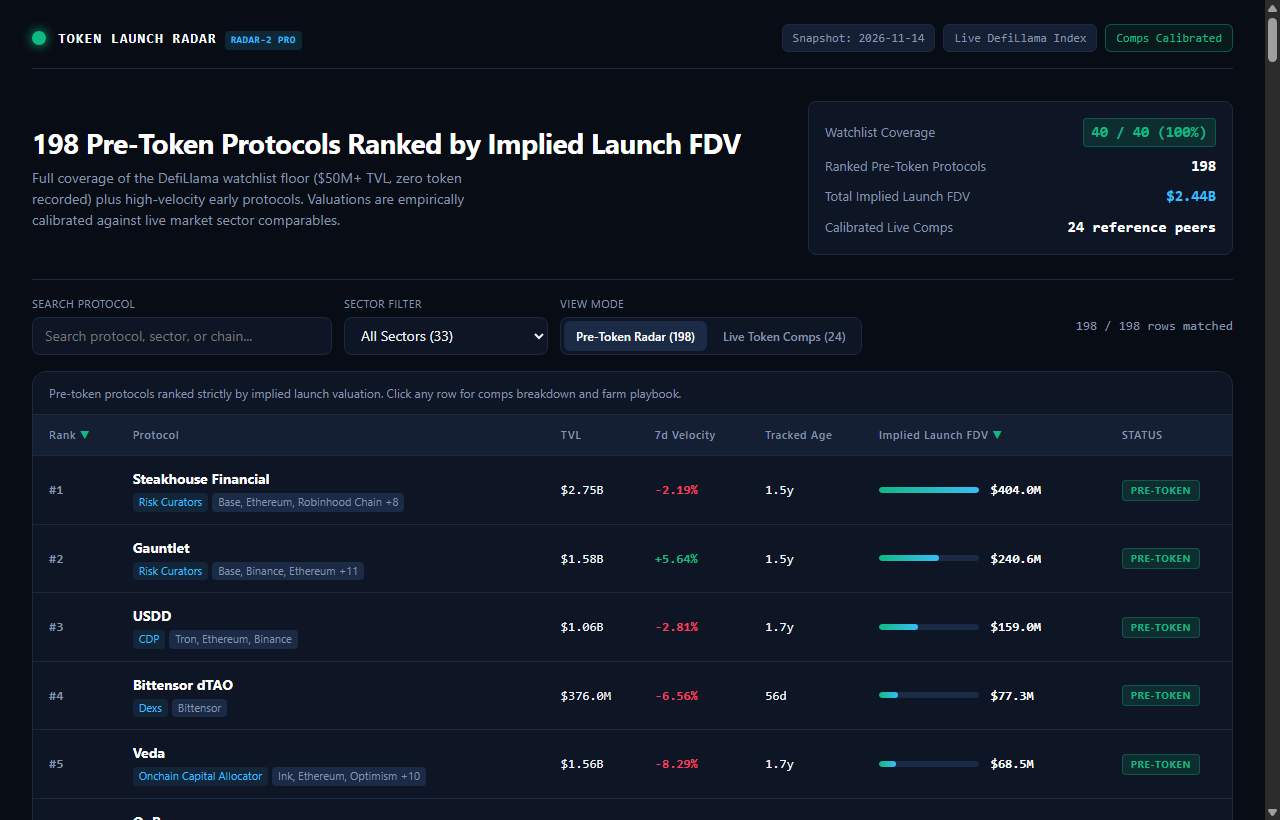 TOKEN LAUNCH RADAR RADAR-2 PRO
Snapshot: 2026-11-14 Live DefiLlama Index Comps Calibrated
198 Pre-Token Protocols Ranked by Implied Launch FDV
Full coverage of the DefiLlama watchlist floor ($50M+ TVL, zero token
recorded) plus high-velocity early protocols. Valuations are empirically
calibrated against live market sector comparables.
Watchlist Coverage 40 / 40 (100%)
Ranked Pre-Token Protocols 198
Total Implied Launch FDV $2.44B
Calibrated Live Comps 24 reference peers
SEARCH PROTOCOL SECTOR FILTER VIEW MODE
Search protocol, sector, or chain... All Sectors (33) Pre-Token Radar (198) Live Token Comps (24)
198 / 198 rows matched
Pre-token protocols ranked strictly by implied launch valuation. Click any row for comps breakdown and farm playbook.
Rank ▼ Protocol TVL 7d Velocity Tracked Age Implied Launch FDV ▼ STATUS
Steakhouse Financial
#1 $2.75B -2.19% 1.5y $404.0M PRE-TOKEN
Risk Curators Base, Ethereum, Robinhood Chain +8
Gauntlet
#2 $1.58B +5.64% 1.5y $240.6M PRE-TOKEN
Risk Curators Base, Binance, Ethereum +11
USDD
#3 $1.06B -2.81% 1.7y $159.0M PRE-TOKEN
CDP Tron, Ethereum, Binance
Bittensor dTAO
#4 $376.0M -6.56% 56d $77.3M PRE-TOKEN
Dexs Bittensor
Veda
#5 $1.56B -8.29% 1.7y $68.5M PRE-TOKEN
Onchain Capital Allocator Ink, Ethereum, Optimism +10